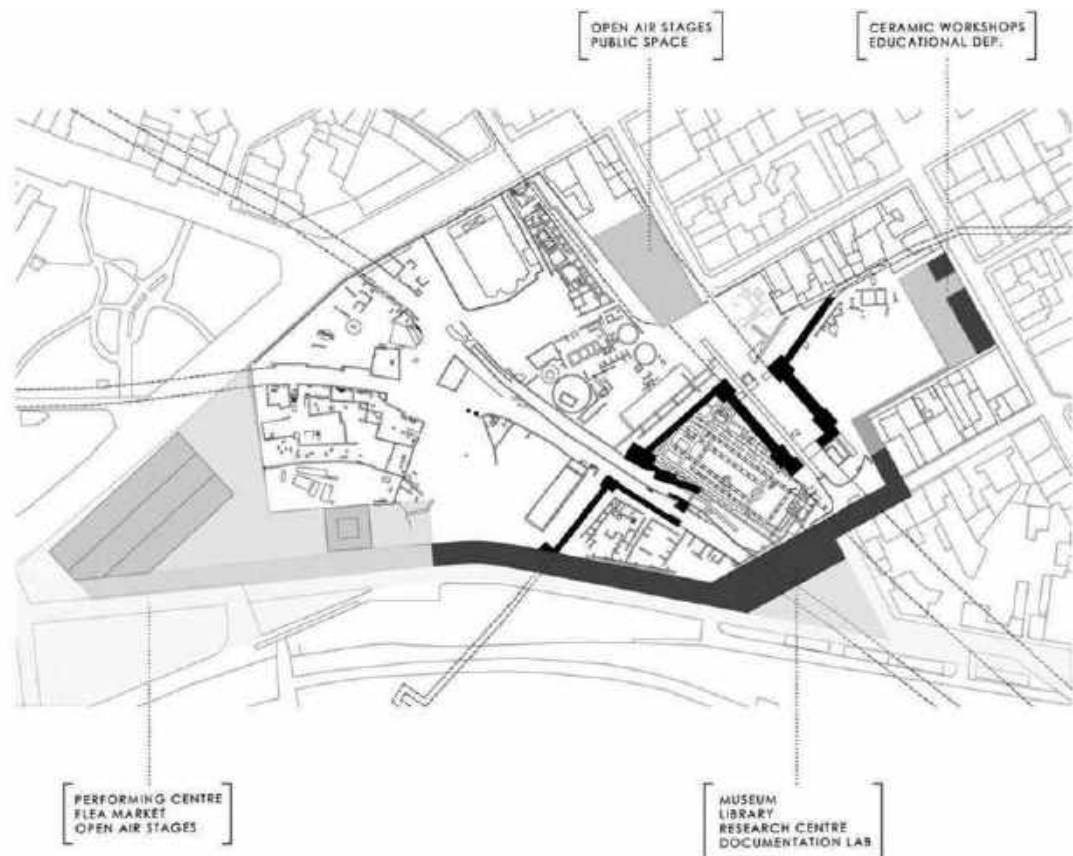 OPEN AIR STAGES
PUBLIC SPACE
CERAMIC WORKSHOPS
EDUCATIONAL DEP.
PERFORMING CENTRE
FLEA MARKET
OPEN AIR STAGES
MUSEUM
LIBRARY
RESEARCH CENTRE
DOCUMENTATION LAB